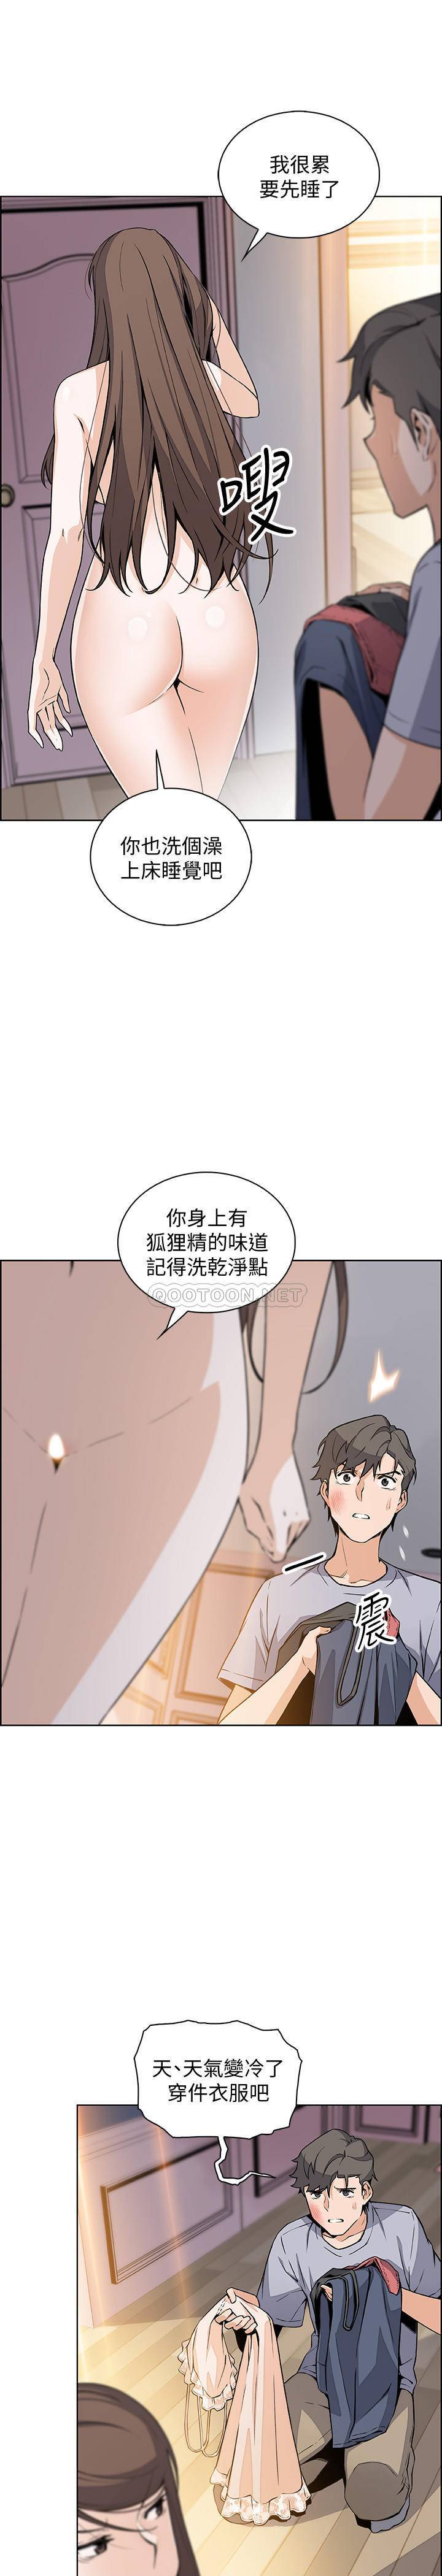 我很累
要先睡了
嗖
你也洗個澡
上床睡覺吧
你身上有
狐狸精的味道
記得洗乾淨點
QOOTOON.NET
一震
天、天氣變冷了
穿件衣服吧